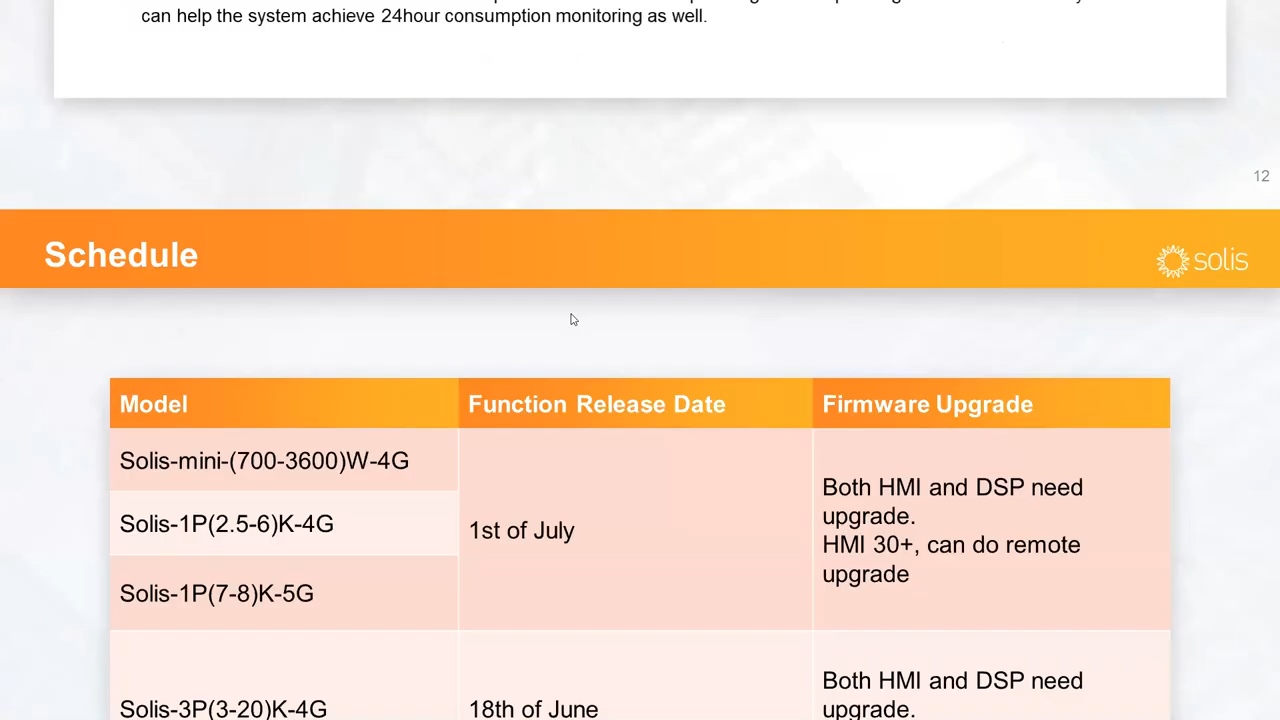 can help the system achieve 24hour consumption monitoring as well.
12
Schedule
solis
Model
Function Release Date
Firmware Upgrade
Solis-mini-(700-3600)W-4G
Solis-1P(2.5-6)K-4G
Solis-1P(7-8)K-5G
1st of July
Both HMI and DSP need
upgrade.
HMI 30+, can do remote
upgrade
Solis-3P(3-20)K-4G
18th of June
Both HMI and DSP need
upgrade.